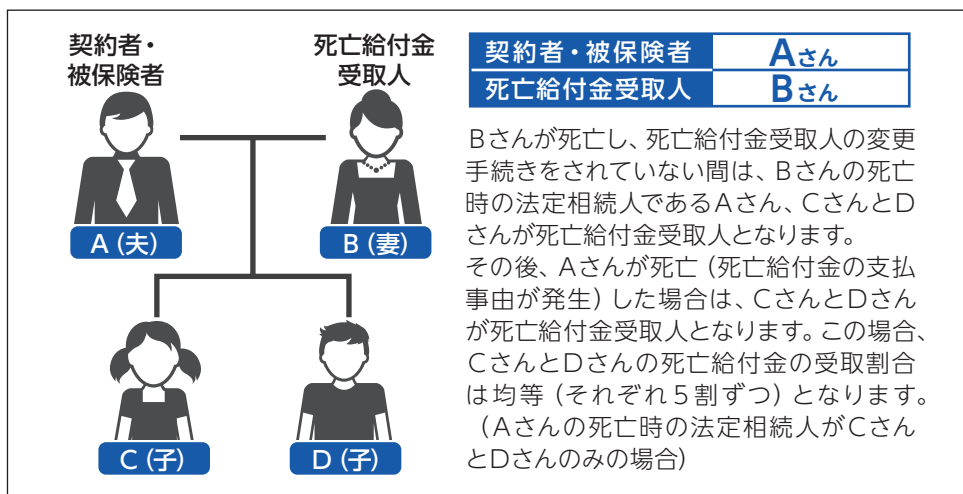 契約者・
被保険者
死亡給付金
受取人
A（夫）
B（妻）
C（子）
D（子）
契約者・被保険者 Aさん
死亡給付金受取人 Bさん
Bさんが死亡し、死亡給付金受取人の変更
手続きをされていない間は、Bさんの死亡
時の法定相続人であるAさん、CさんとD
さんが死亡給付金受取人となります。
その後、Aさんが死亡（死亡給付金の支払
事由が発生）した場合は、CさんとDさん
が死亡給付金受取人となります。この場合、
CさんとDさんの死亡給付金の受取割合
は均等（それぞれ5割ずつ）となります。
（Aさんの死亡時の法定相続人がCさん
とDさんのみの場合）